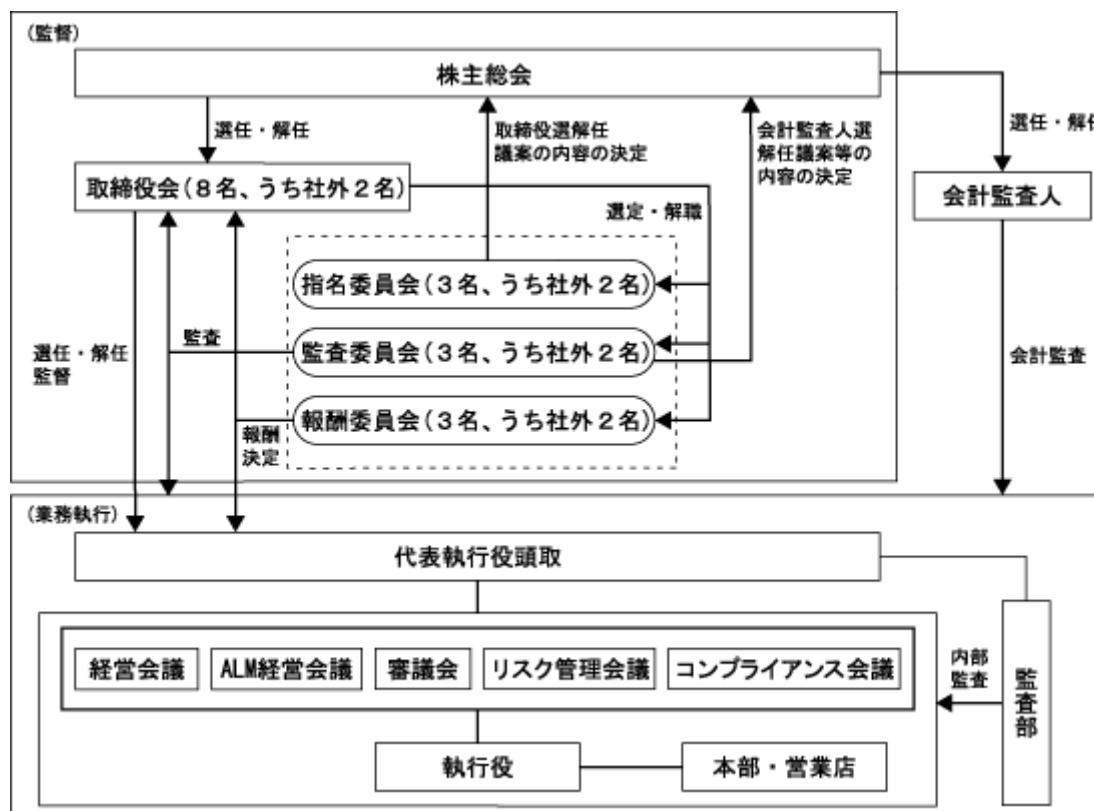 (監督)
株主総会
選任・解任
取締役選解任
議案の内容の決定
会計監査人選
解任議案等の
内容の決定
選任・解任
取締役会(8名、うち社外2名)
会計監査人
選定・解職
指名委員会(3名、うち社外2名)
監査
監査委員会(3名、うち社外2名)
選任・解任
監督
会計監査
報酬委員会(3名、うち社外2名)
報酬
決定
(業務執行)
代表執行役頭取
経営会議
ALM経営会議
審議会
リスク管理会議
コンプライアンス会議
内部
監査
監査部
執行役
本部・営業店